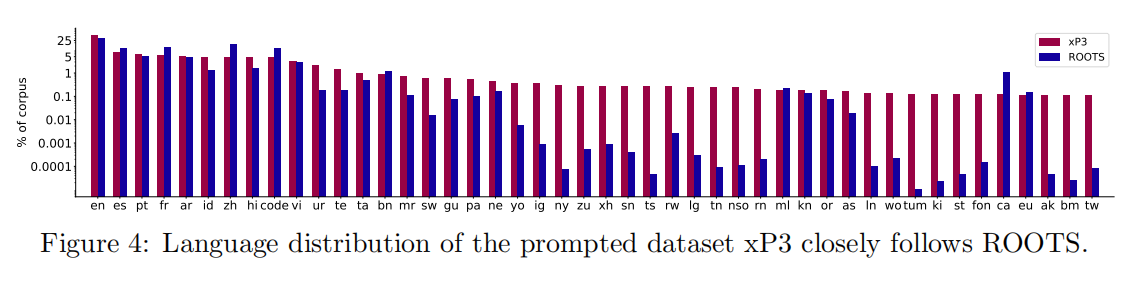 xP3
ROOTS
% of corpus
25
5
1
0.1
0.01
0.001
0.0001
en es pt fr ar id zh hi code vi ur te ta bn mr sw gu pa ne yo ig ny zu xh sn ts rw lg tn nso rn ml kn or as ln wo tum ki st fon ca eu ak bm tw
Figure 4: Language distribution of the prompted dataset xP3 closely follows ROOTS.